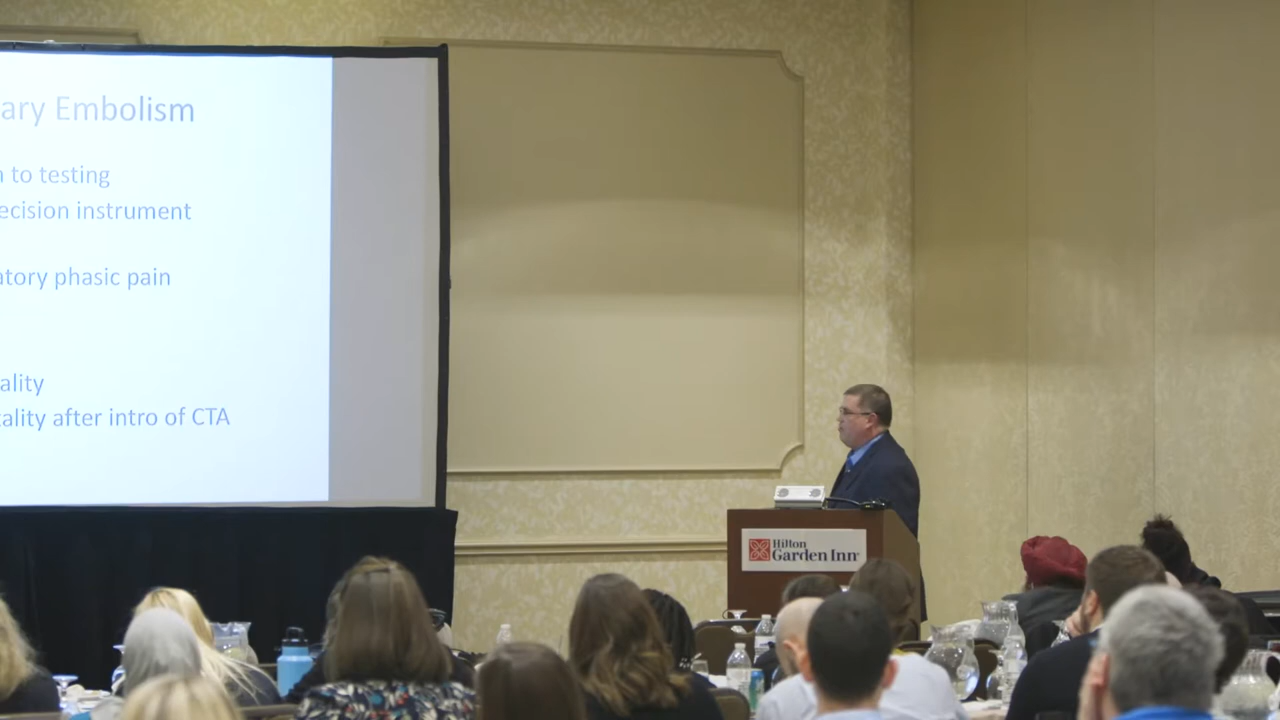 ary Embolism
to testing
ecision instrument
atory phasic pain
ality
tality after intro of CTA
Hilton
Garden Inn